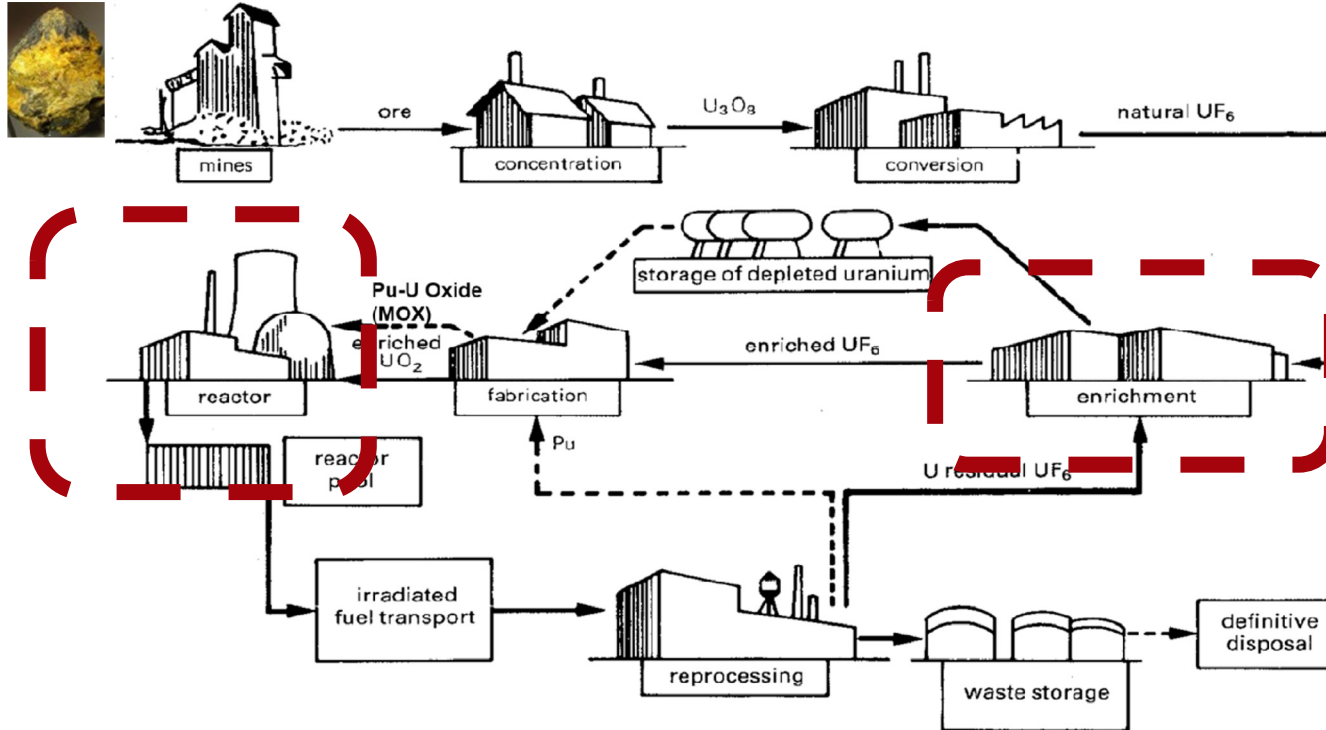 ore
U₃O₈
natural UF₆
mines
concentration
conversion
storage of depleted uranium
Pu-U Oxide
(MOX)
enriched
UO₂
enriched UF₆
reactor
fabrication
enrichment
Pu
reactor
pool
U residual UF₆
irradiated
fuel transport
reprocessing
waste storage
definitive
disposal